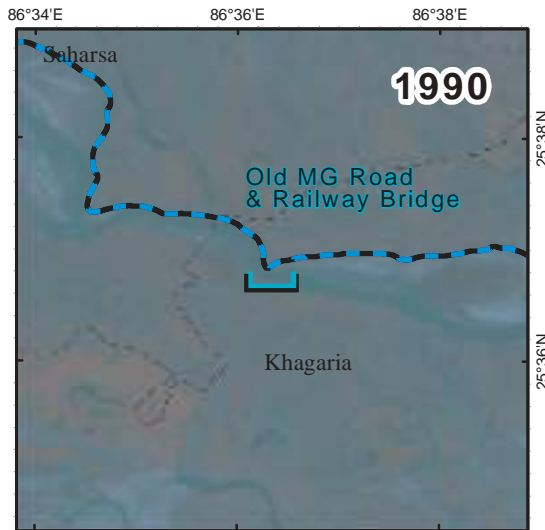 86°34'E 86°36'E 86°38'E
Saharsa
1990
25°38'N
Old MG Road
& Railway Bridge
Khagaria
25°36'N